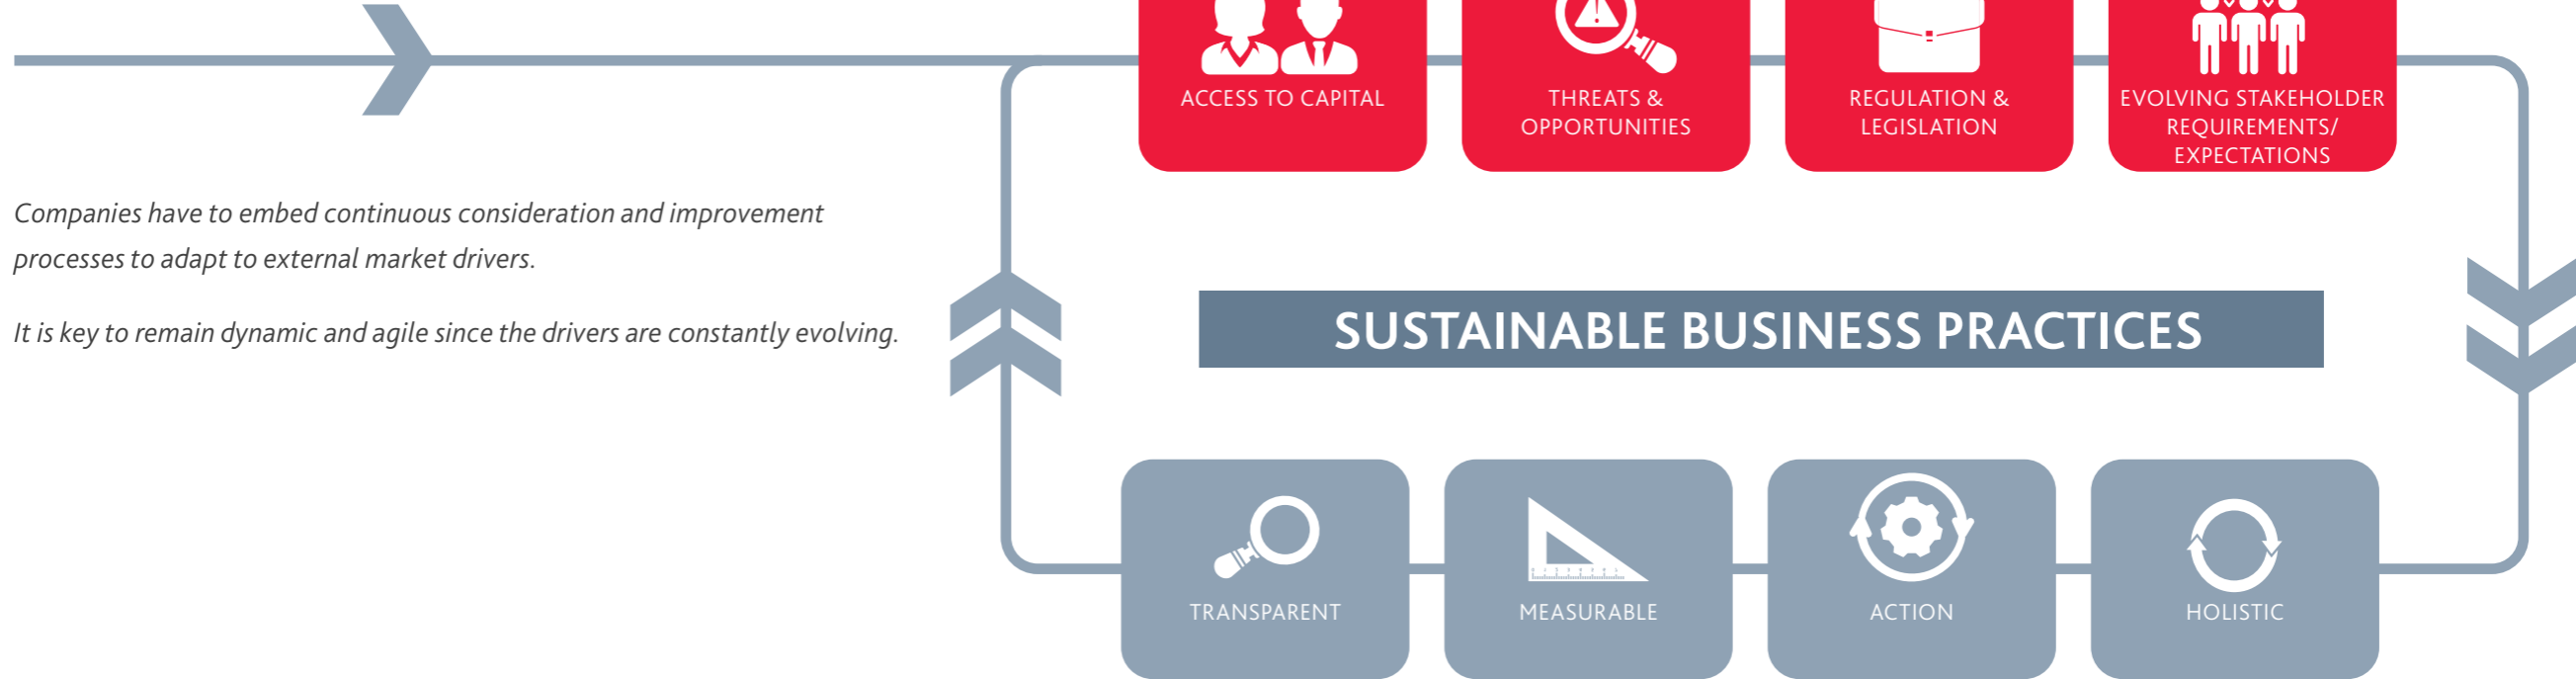 ACCESS TO CAPITAL
THREATS &
OPPORTUNITIES
REGULATION &
LEGISLATION
EVOLVING STAKEHOLDER
REQUIREMENTS/
EXPECTATIONS
Companies have to embed continuous consideration and improvement
processes to adapt to external market drivers.
It is key to remain dynamic and agile since the drivers are constantly evolving.
SUSTAINABLE BUSINESS PRACTICES
TRANSPARENT
MEASURABLE
ACTION
HOLISTIC